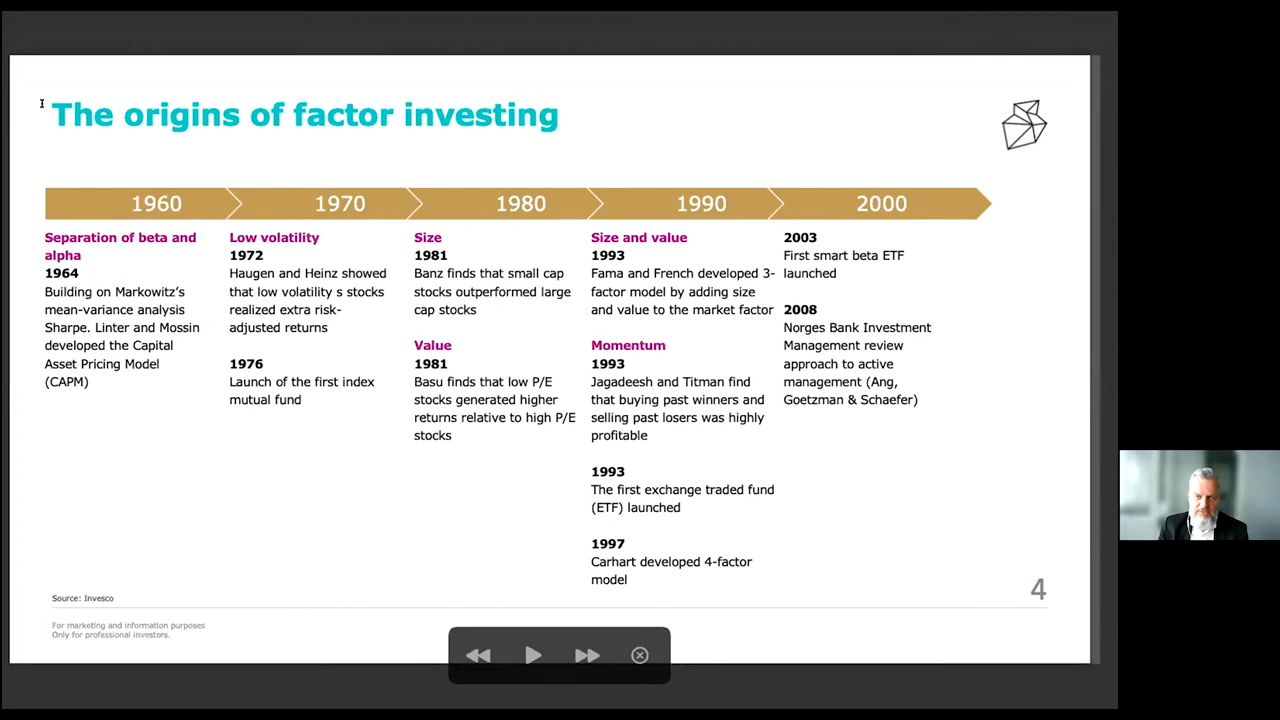 The origins of factor investing
1960
1970
1980
1990
2000
Separation of beta and
alpha
1964
Building on Markowitz's
mean-variance analysis
Sharpe. Linter and Mossin
developed the Capital
Asset Pricing Model
(CAPM)
Low volatility
1972
Haugen and Heinz showed
that low volatility s stocks
realized extra risk-
adjusted returns
1976
Launch of the first index
mutual fund
Size
1981
Banz finds that small cap
stocks outperformed large
cap stocks
Value
1981
Basu finds that low P/E
stocks generated higher
returns relative to high P/E
stocks
Size and value
1993
Fama and French developed 3-
factor model by adding size
and value to the market factor
Momentum
1993
Jagadeesh and Titman find
that buying past winners and
selling past losers was highly
profitable
1993
The first exchange traded fund
(ETF) launched
1997
Carhart developed 4-factor
model
2003
First smart beta ETF
launched
2008
Norges Bank Investment
Management review
approach to active
management (Ang,
Goetzman & Schaefer)
Source: Invesco
4
For marketing and information purposes
Only for professional investors.